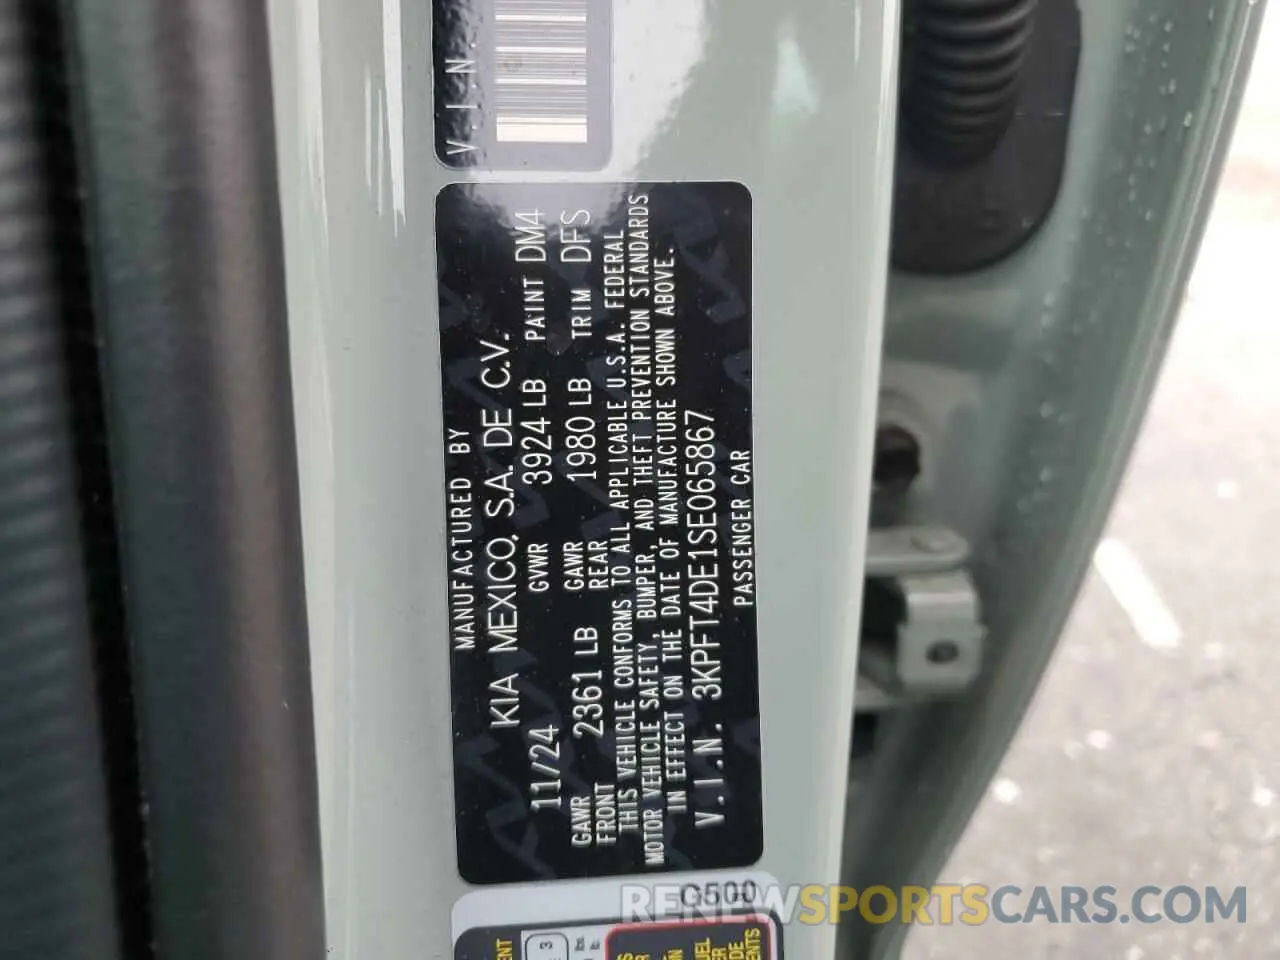 V.I.N.
MANUFACTURED BY
KIA MEXICO, S.A. DE C.V.
11/24 GVWR 3924 LB PAINT DM4
GAWR FRONT 2361 LB GAWR REAR 1980 LB TRIM DFS
THIS VEHICLE CONFORMS TO ALL APPLICABLE U.S.A. FEDERAL
MOTOR VEHICLE SAFETY, BUMPER, AND THEFT PREVENTION STANDARDS
IN EFFECT ON THE DATE OF MANUFACTURE SHOWN ABOVE.
V.I.N. 3KPFT4DE1SE065867
PASSENGER CAR
G500
3
RENEWSPORTSCARS.COM